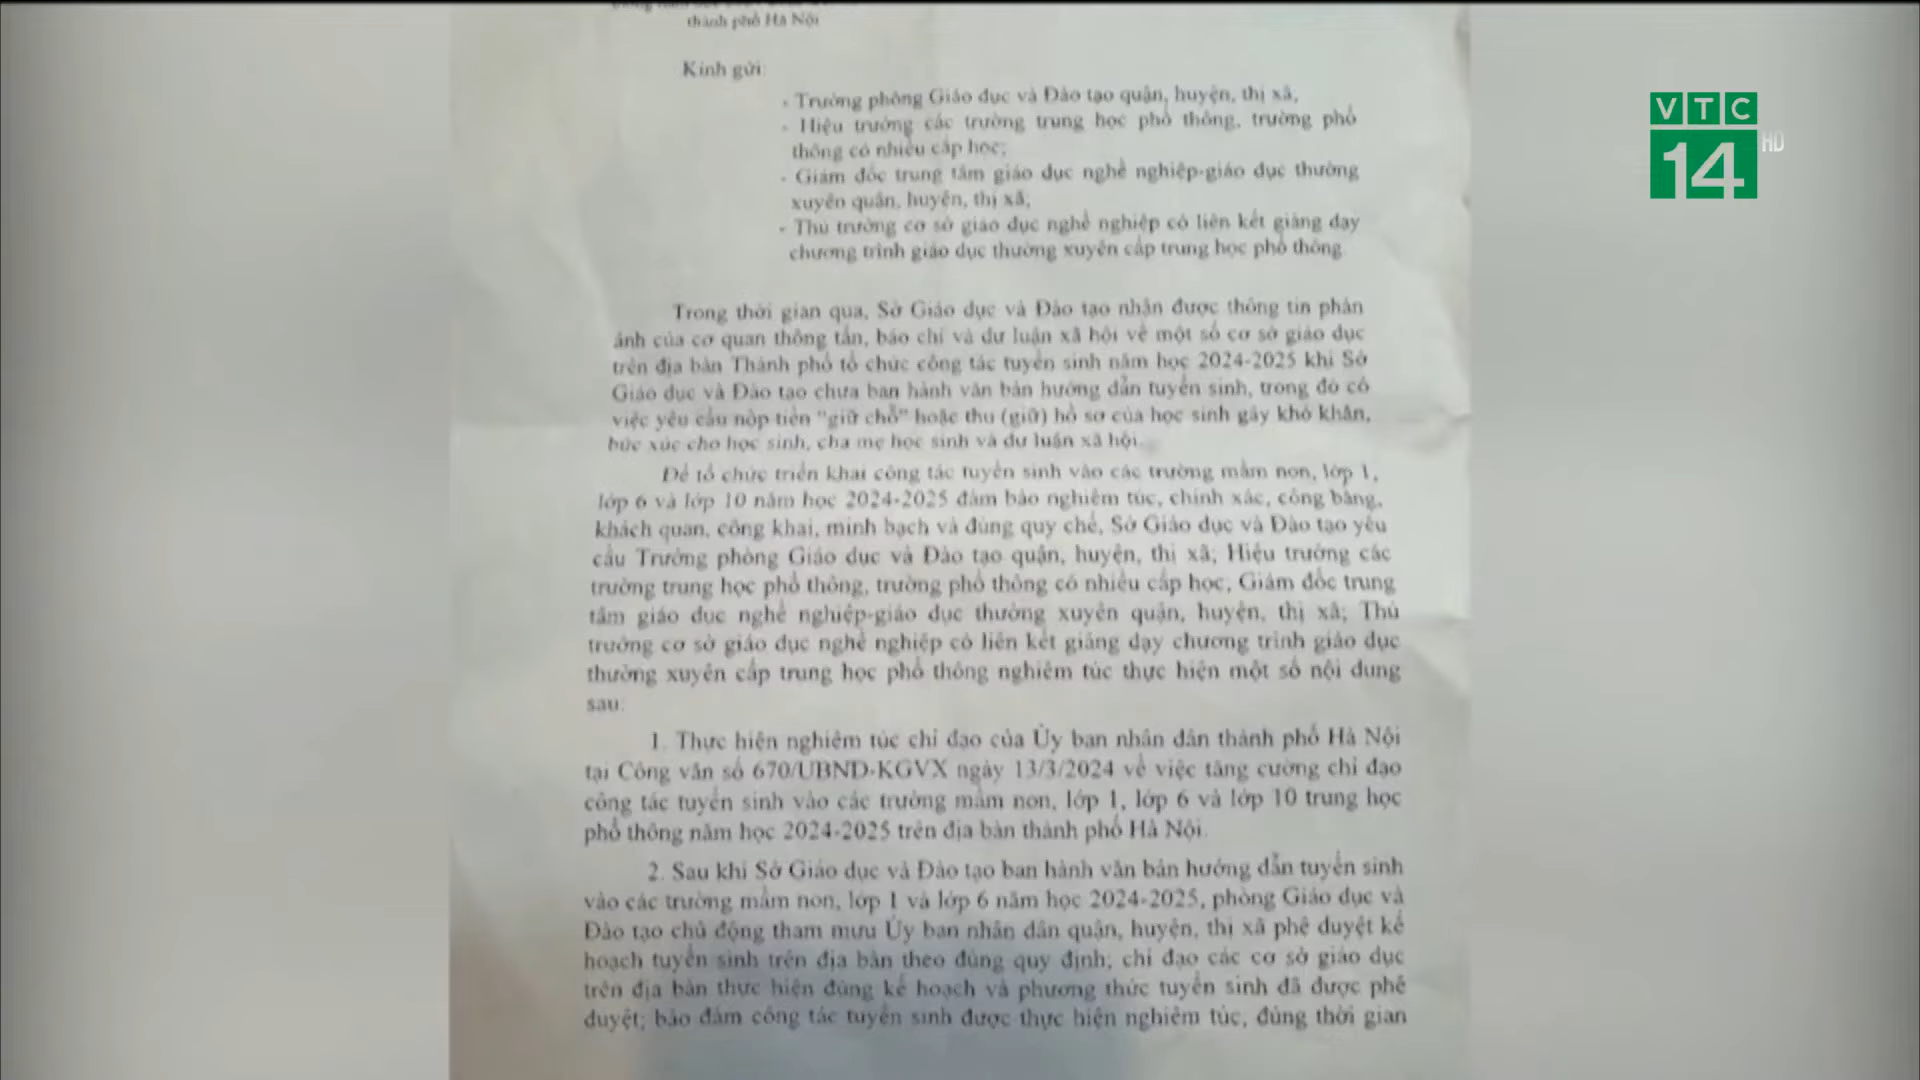 thành phố Hà Nội
Kính gửi:
- Trưởng phòng Giáo dục và Đào tạo quận, huyện, thị xã;
- Hiệu trưởng các trường trung học phổ thông, trường phổ
thông có nhiều cấp học;
- Giám đốc trung tâm giáo dục nghề nghiệp-giáo dục thường
xuyên quận, huyện, thị xã;
- Thủ trưởng cơ sở giáo dục nghề nghiệp có liên kết giảng dạy
chương trình giáo dục thường xuyên cấp trung học phổ thông.
VTC
14
HD
Trong thời gian qua, Sở Giáo dục và Đào tạo nhận được thông tin phản
ánh của cơ quan thông tấn, báo chí và dư luận xã hội về một số cơ sở giáo dục
trên địa bàn Thành phố tổ chức công tác tuyển sinh năm học 2024-2025 khi Sở
Giáo dục và Đào tạo chưa ban hành văn bản hướng dẫn tuyển sinh, trong đó có
việc yêu cầu nộp tiền "giữ chỗ" hoặc thu (giữ) hồ sơ của học sinh gây khó khăn,
bức xúc cho học sinh, cha mẹ học sinh và dư luận xã hội.
Để tổ chức triển khai công tác tuyển sinh vào các trường mầm non, lớp 1,
lớp 6 và lớp 10 năm học 2024-2025 đảm bảo nghiêm túc, chính xác, công bằng,
khách quan, công khai, minh bạch và đúng quy chế, Sở Giáo dục và Đào tạo yêu
cầu Trưởng phòng Giáo dục và Đào tạo quận, huyện, thị xã; Hiệu trưởng các
trường trung học phổ thông, trường phổ thông có nhiều cấp học; Giám đốc trung
tâm giáo dục nghề nghiệp-giáo dục thường xuyên quận, huyện, thị xã; Thủ
trưởng cơ sở giáo dục nghề nghiệp có liên kết giảng dạy chương trình giáo dục
thường xuyên cấp trung học phổ thông nghiêm túc thực hiện một số nội dung
sau:
1. Thực hiện nghiêm túc chỉ đạo của Ủy ban nhân dân thành phố Hà Nội
tại Công văn số 670/UBND-KGVX ngày 13/3/2024 về việc tăng cường chỉ đạo
công tác tuyển sinh vào các trường mầm non, lớp 1, lớp 6 và lớp 10 trung học
phổ thông năm học 2024-2025 trên địa bàn thành phố Hà Nội.
2. Sau khi Sở Giáo dục và Đào tạo ban hành văn bản hướng dẫn tuyển sinh
vào các trường mầm non, lớp 1 và lớp 6 năm học 2024-2025, phòng Giáo dục và
Đào tạo chủ động tham mưu Ủy ban nhân dân quận, huyện, thị xã phê duyệt kế
hoạch tuyển sinh trên địa bàn theo đúng quy định; chỉ đạo các cơ sở giáo dục
trên địa bàn thực hiện đúng kế hoạch và phương thức tuyển sinh đã được phê
duyệt; bảo đảm công tác tuyển sinh được thực hiện nghiêm túc, đúng thời gian